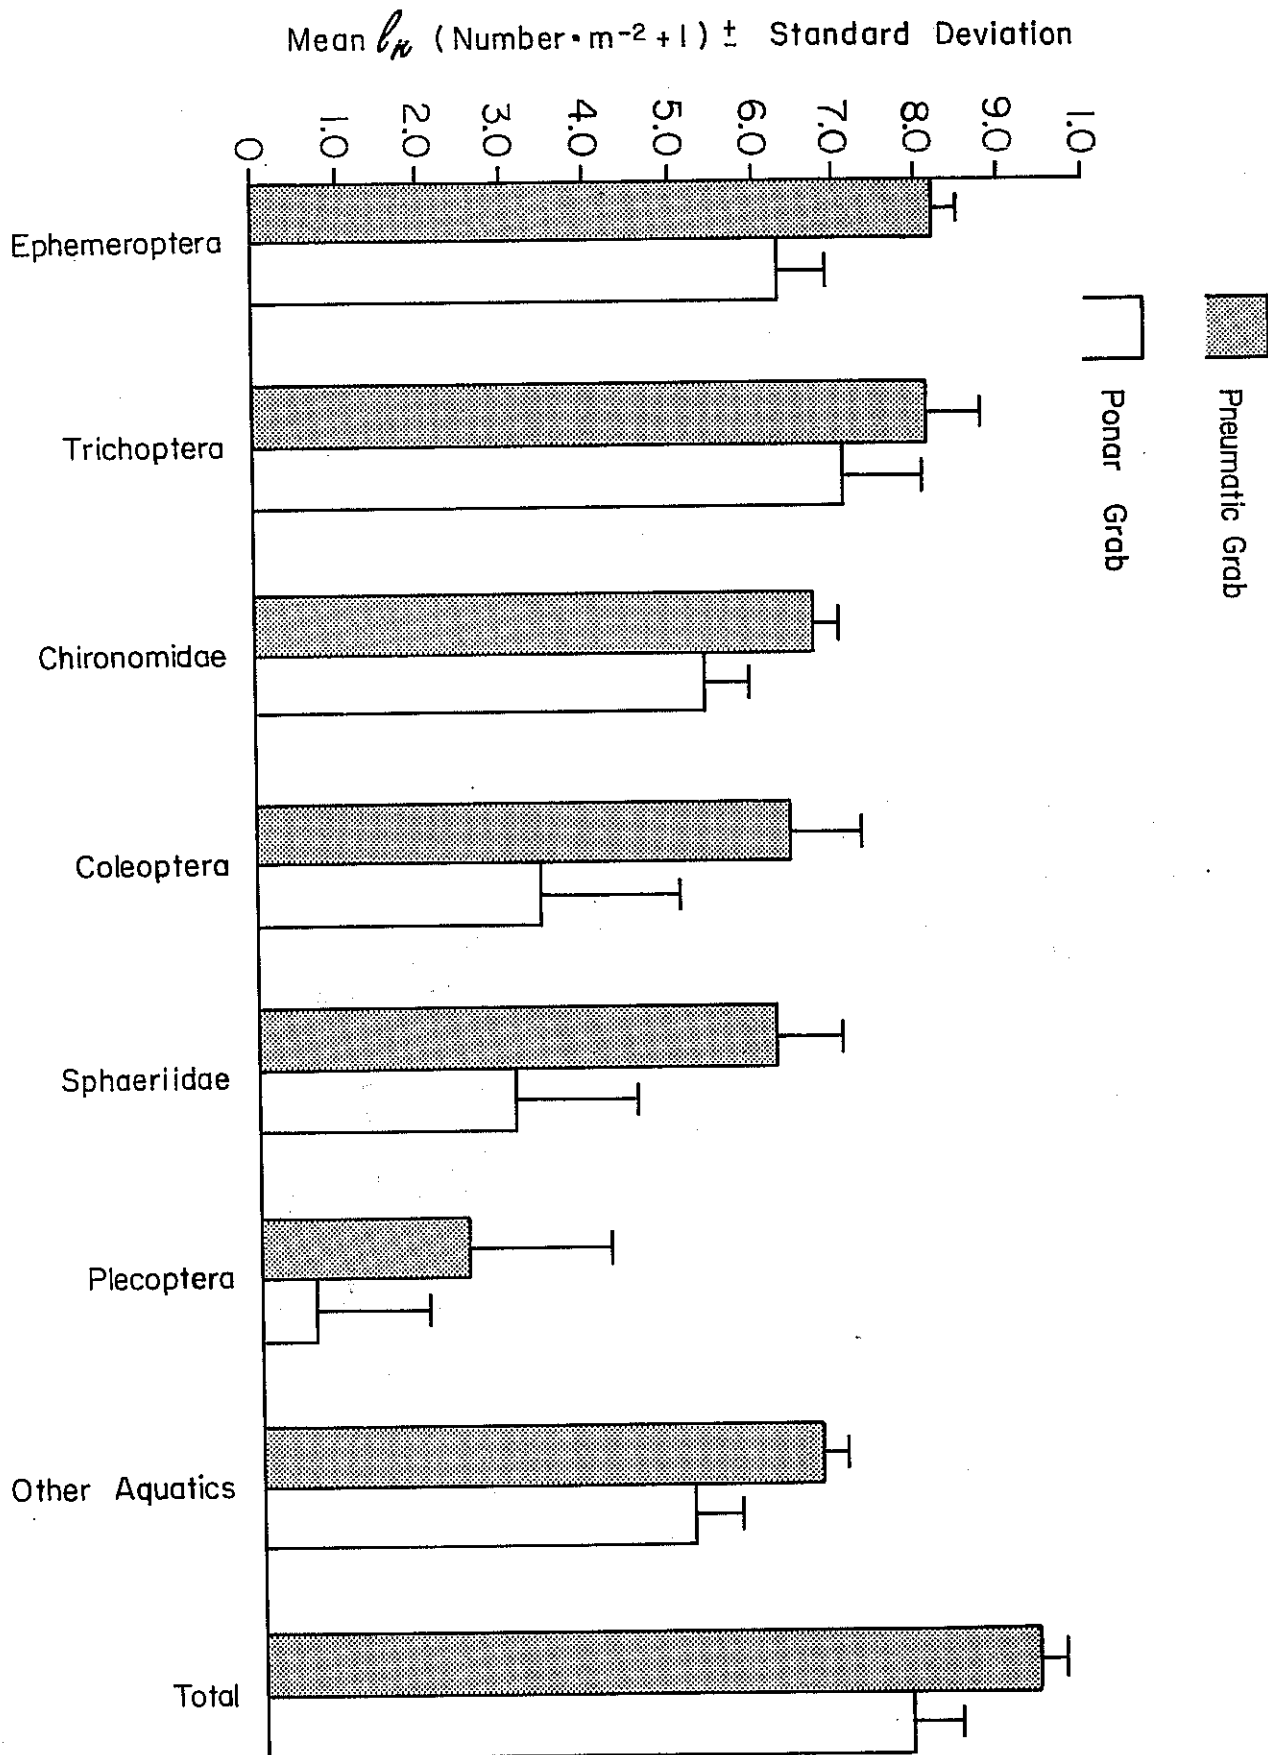 Mean ln (Number·m-2 + 1) ± Standard Deviation
0
1.0
2.0
3.0
4.0
5.0
6.0
7.0
8.0
9.0
1.0
Pneumatic Grab
Ponar Grab
Ephemeroptera
Trichoptera
Chironomidae
Coleoptera
Sphaeriidae
Plecoptera
Other Aquatics
Total